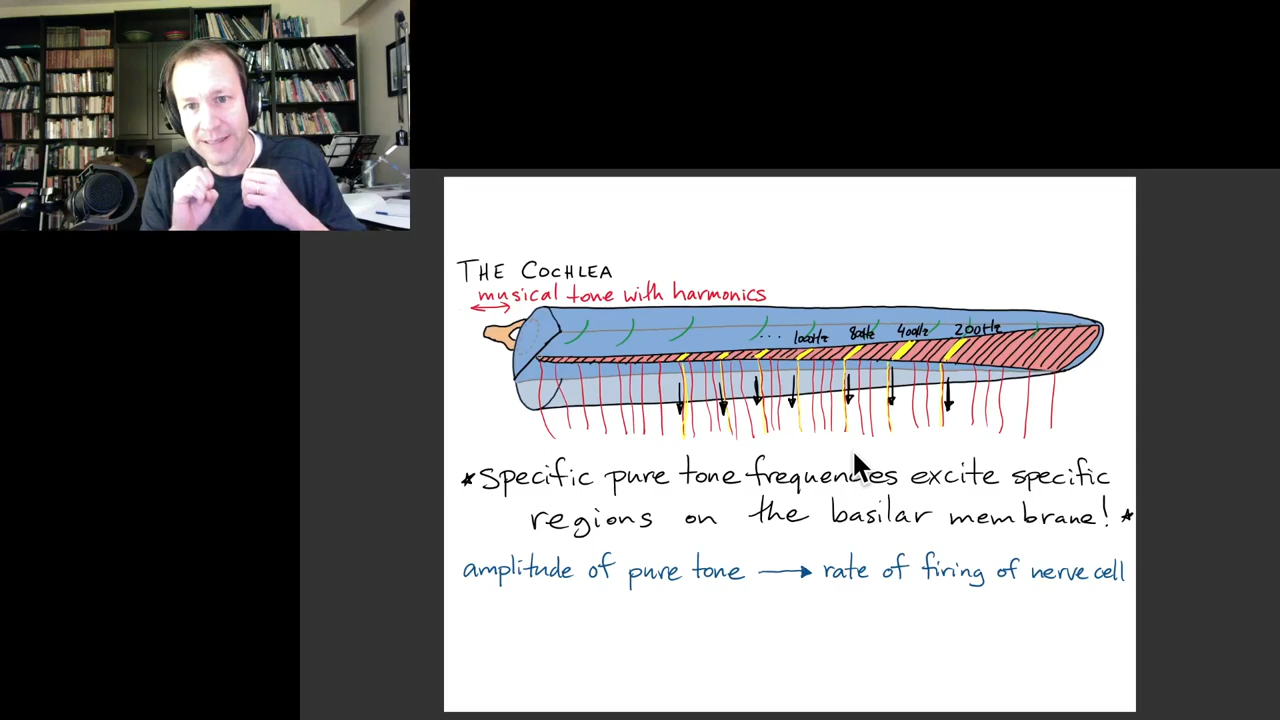 THE COCHLEA
musical tone with harmonics
... 1000Hz 800Hz 400Hz 200Hz
*specific pure tone frequencies excite specific
regions on the basilar membrane!*
amplitude of pure tone → rate of firing of nerve cell